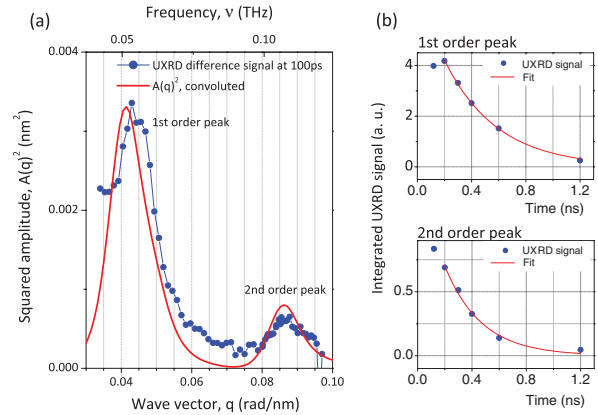 (a)
Frequency, ν (THz)
0.05
0.10
0.004
0.002
0.000
Squared amplitude, A(q)² (nm²)
UXRD difference signal at 100ps
A(q)², convoluted
1st order peak
2nd order peak
0.04
0.06
0.08
0.10
Wave vector, q (rad/nm)
(b)
1st order peak
UXRD signal
Fit
4
2
0
0.0
0.4
0.8
1.2
Time (ns)
Integrated UXRD signal (a. u.)
2nd order peak
UXRD signal
Fit
0.5
0.0
0.0
0.4
0.8
1.2
Time (ns)